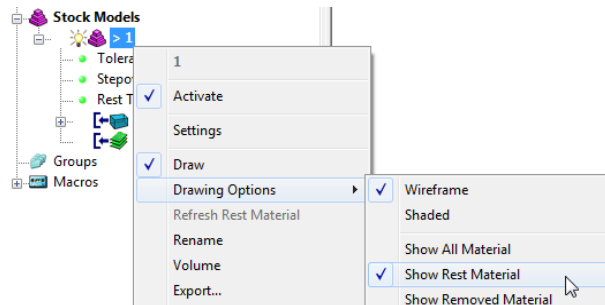 Stock Models
> 1
Tolera
Stepov
Rest T
Groups
Macros
1
Activate
Settings
Draw
Drawing Options
Refresh Rest Material
Rename
Volume
Export...
Wireframe
Shaded
Show All Material
Show Rest Material
Show Removed Material